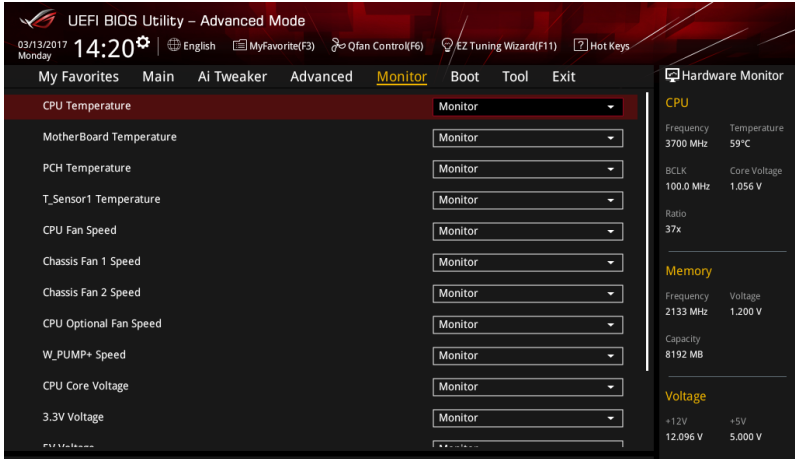 UEFI BIOS Utility – Advanced Mode
03/13/2017 Monday 14:20 English MyFavorite(F3) Qfan Control(F6) EZ Tuning Wizard(F11) ? Hot Keys
My Favorites Main Ai Tweaker Advanced Monitor Boot Tool Exit
CPU Temperature Monitor
MotherBoard Temperature Monitor
PCH Temperature Monitor
T_Sensor1 Temperature Monitor
CPU Fan Speed Monitor
Chassis Fan 1 Speed Monitor
Chassis Fan 2 Speed Monitor
CPU Optional Fan Speed Monitor
W_PUMP+ Speed Monitor
CPU Core Voltage Monitor
3.3V Voltage Monitor
5V Voltage Monitor
Hardware Monitor
CPU
Frequency Temperature
3700 MHz 59°C
BCLK Core Voltage
100.0 MHz 1.056 V
Ratio
37x
Memory
Frequency Voltage
2133 MHz 1.200 V
Capacity
8192 MB
Voltage
+12V +5V
12.096 V 5.000 V